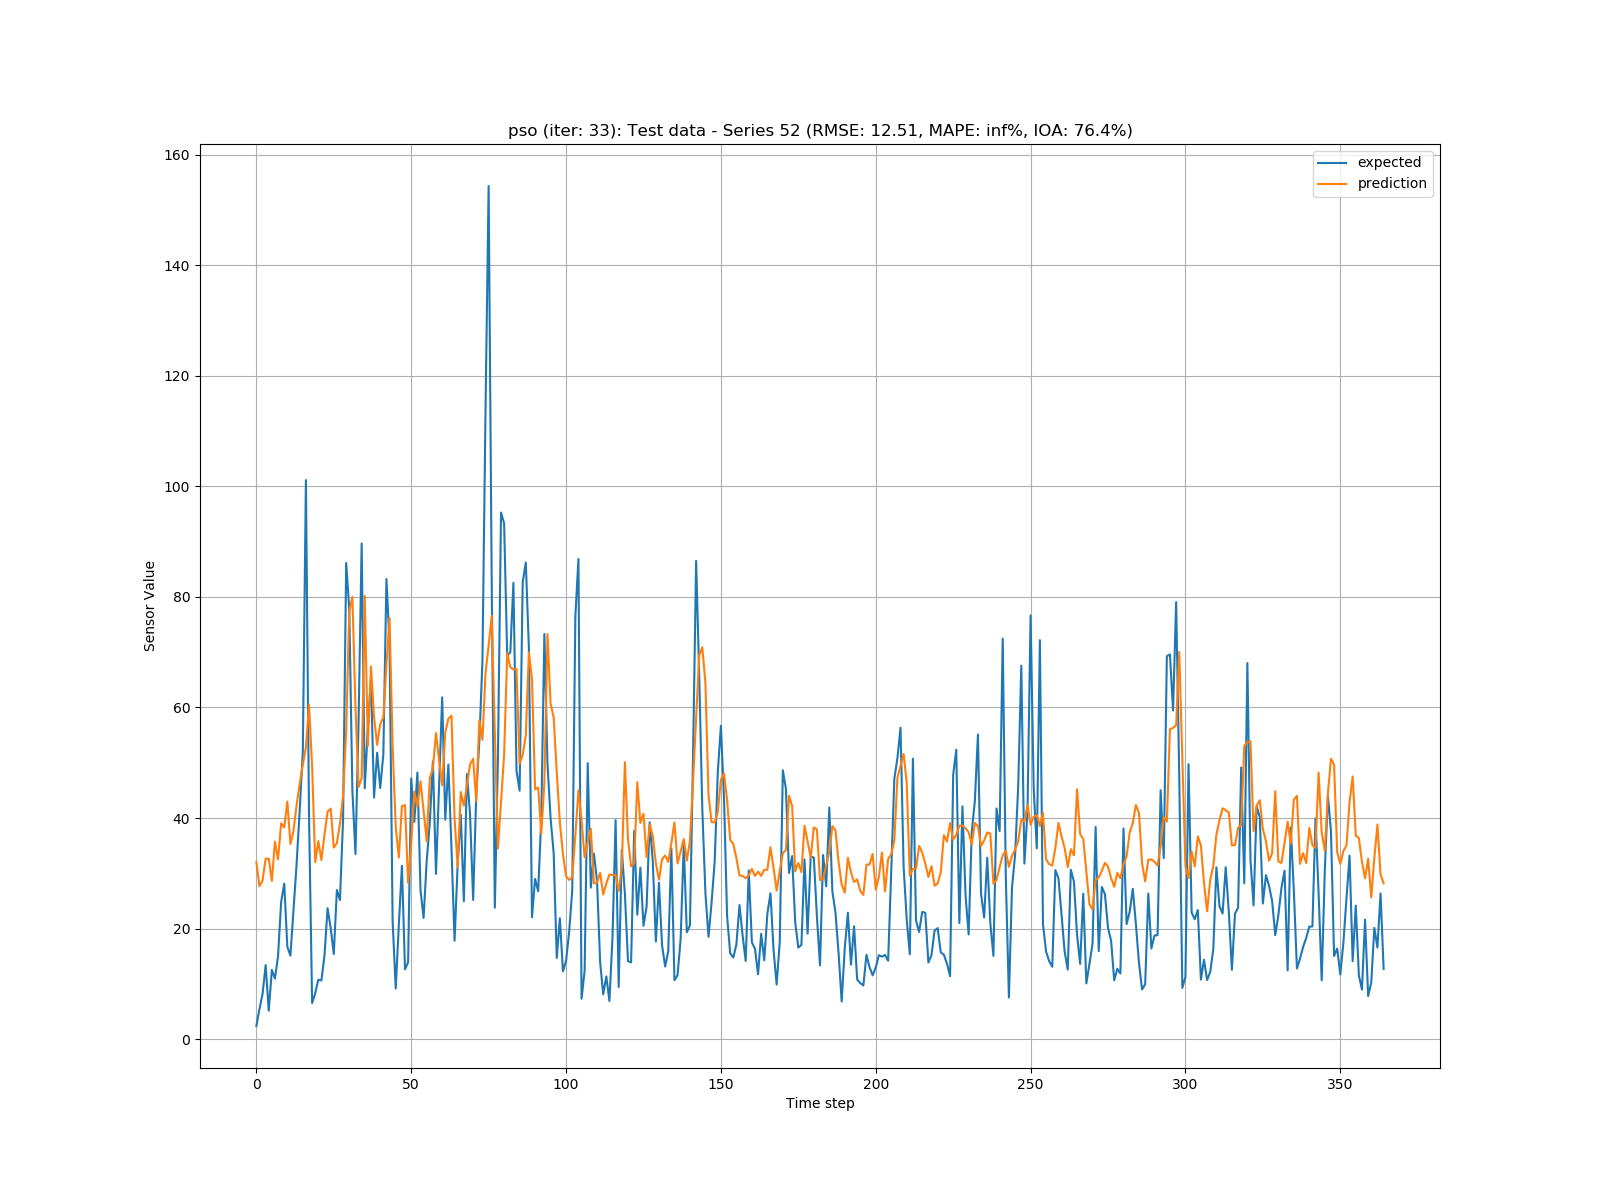 pso (iter: 33): Test data - Series 52 (RMSE: 12.51, MAPE: inf%, IOA: 76.4%)
expected
prediction
160
140
120
100
80
60
40
20
0
Sensor Value
0 50 100 150 200 250 300 350
Time step